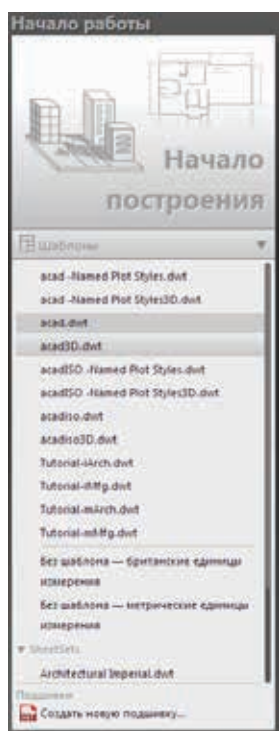 Начало работы
Начало
построения
Шаблоны
acad -Named Plot Styles.dwt
acad -Named Plot Styles3D.dwt
acad.dwt
acad3D.dwt
acadISO -Named Plot Styles.dwt
acadISO -Named Plot Styles3D.dwt
acadiso.dwt
acadiso3D.dwt
Tutorial-iArch.dwt
Tutorial-iMfg.dwt
Tutorial-mArch.dwt
Tutorial-mMfg.dwt
Без шаблона — британские единицы
измерения
Без шаблона — метрические единицы
измерения
SheetSets
Architectural Imperial.dwt
Подшивки
Создать новую подшивку...